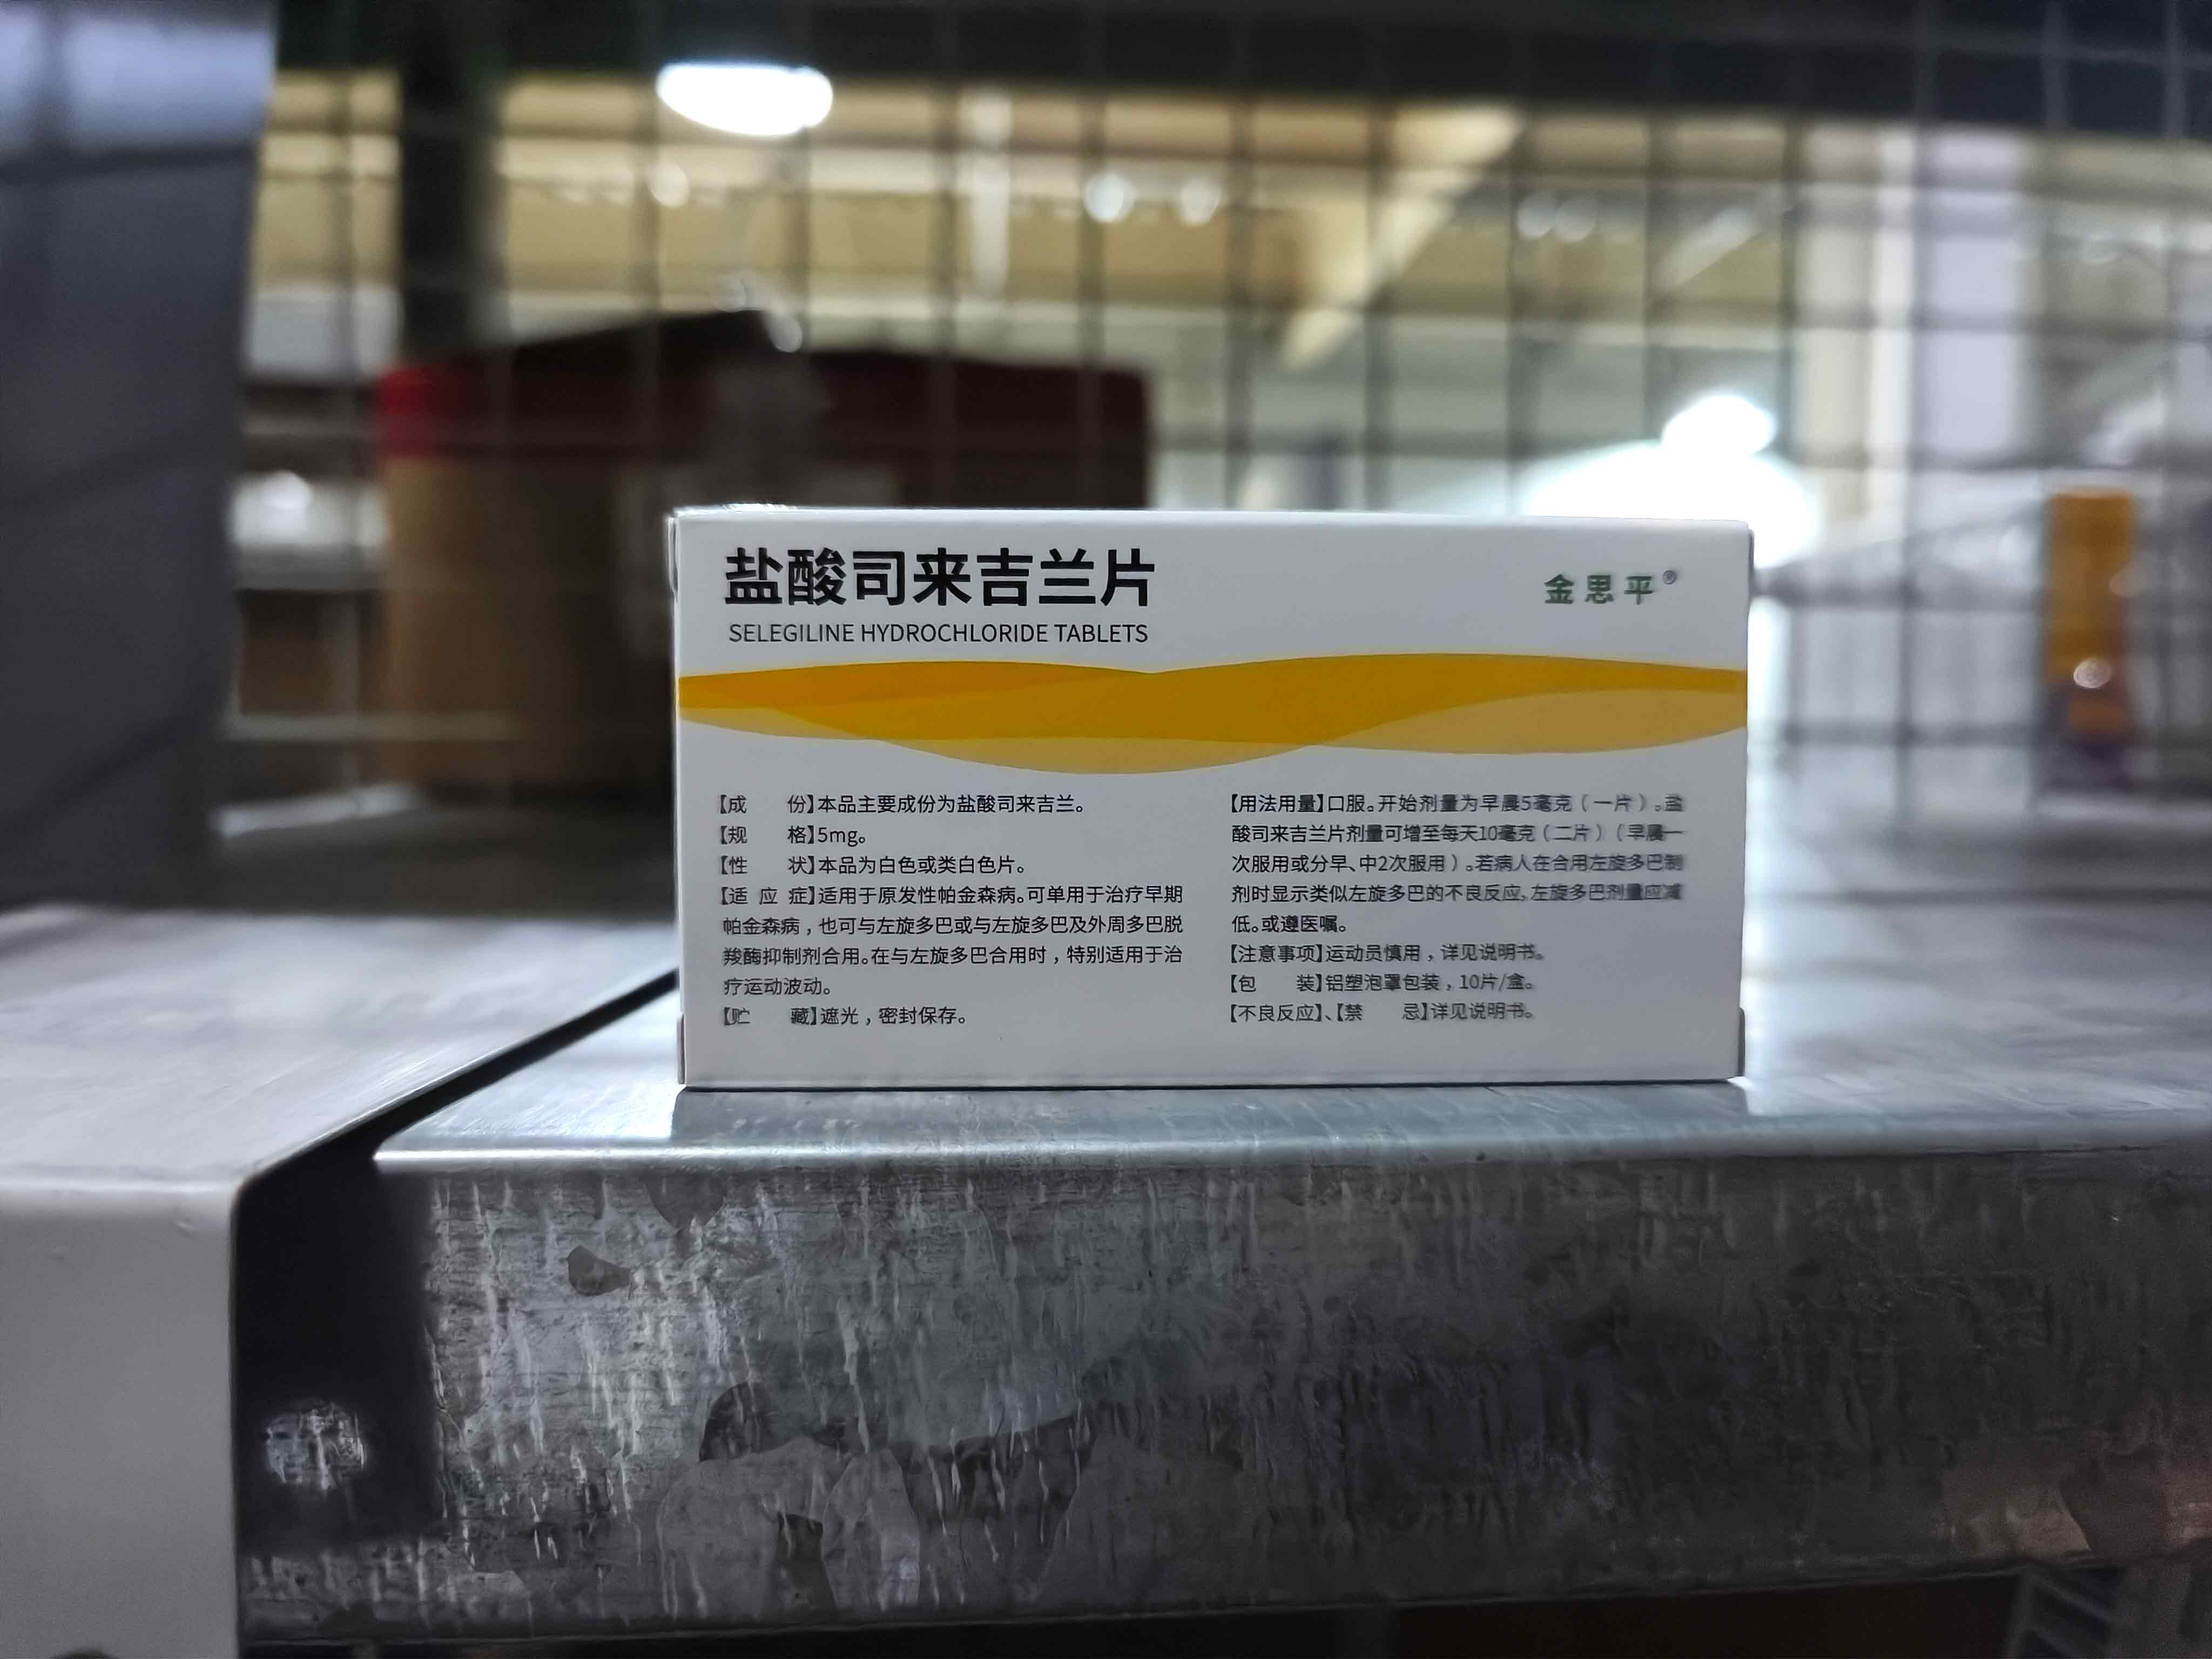 盐酸司来吉兰片
金思平®
SELEGILINE HYDROCHLORIDE TABLETS
【成 份】本品主要成份为盐酸司来吉兰。
【规 格】5mg。
【性 状】本品为白色或类白色片。
【适 应 症】适用于原发性帕金森病。可单用于治疗早期
帕金森病，也可与左旋多巴或与左旋多巴及外周多巴脱
羧酶抑制剂合用。在与左旋多巴合用时，特别适用于治
疗运动波动。
【贮 藏】遮光，密封保存。
【用法用量】口服。开始剂量为早晨5毫克（一片）。盐
酸司来吉兰片剂量可增至每天10毫克（二片）（早晨一
次服用或分早、中2次服用）。若病人在合用左旋多巴制
剂时显示类似左旋多巴的不良反应，左旋多巴剂量应减
低。或遵医嘱。
【注意事项】运动员慎用，详见说明书。
【包 装】铝塑泡罩包装，10片/盒。
【不良反应】、【禁 忌】详见说明书。